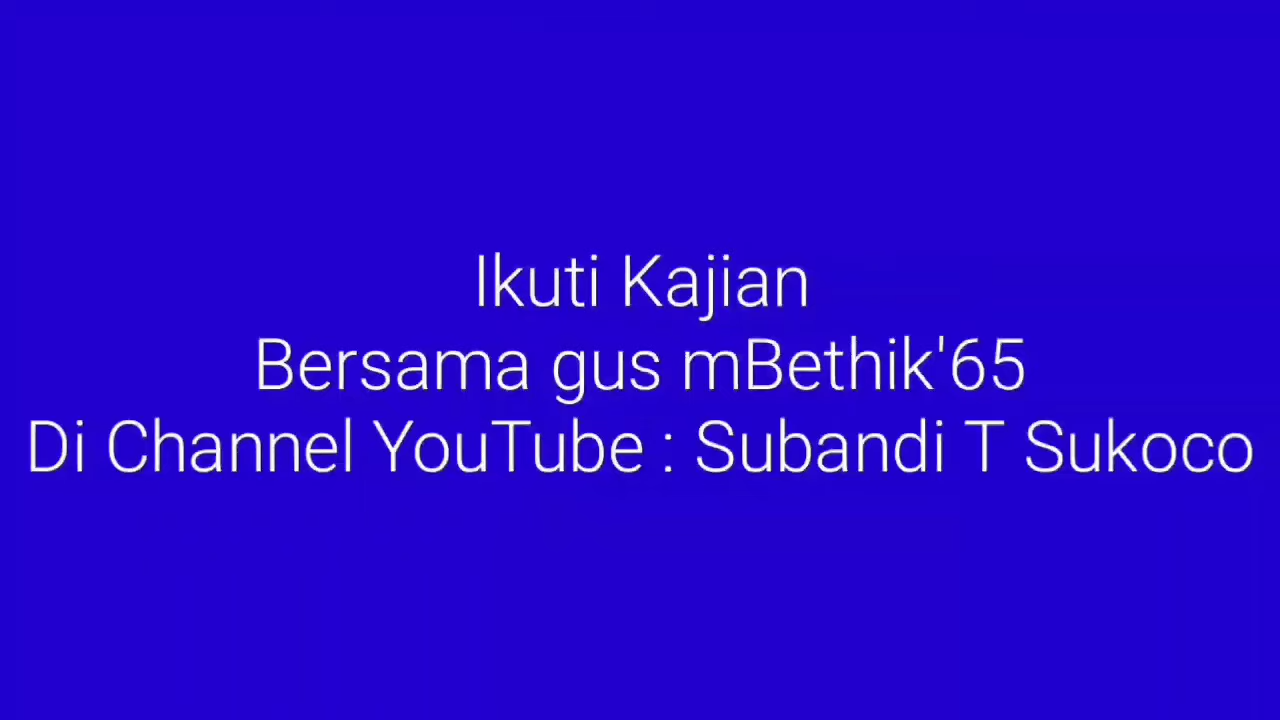 Ikuti Kajian
Bersama gus mBethik'65
Di Channel YouTube : Subandi T Sukoco